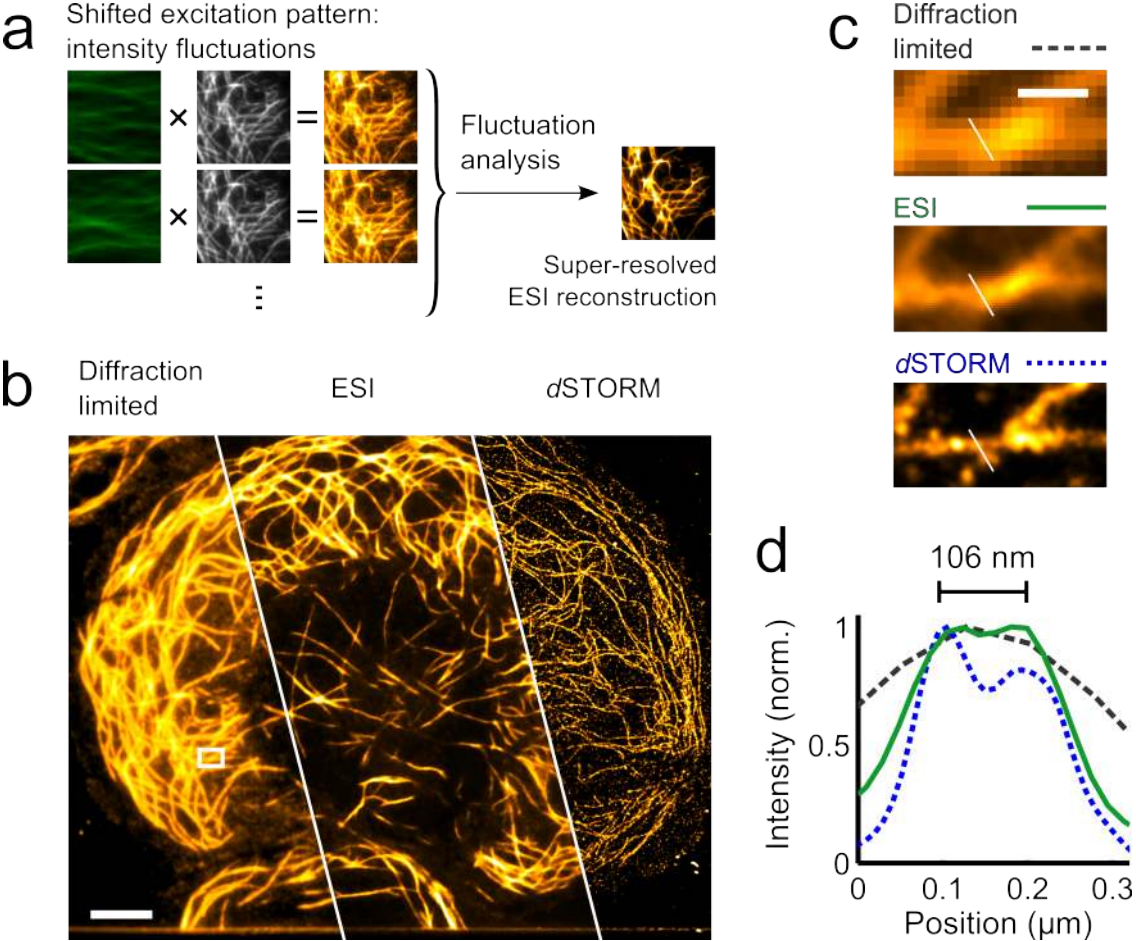 a
Shifted excitation pattern:
intensity fluctuations
× =
× =
Fluctuation
analysis
Super-resolved
ESI reconstruction
b
Diffraction
limited
ESI
dSTORM
c
Diffraction
limited
ESI
dSTORM
d
106 nm
1
0.5
0
Intensity (norm.)
0 0.1 0.2 0.3
Position (µm)